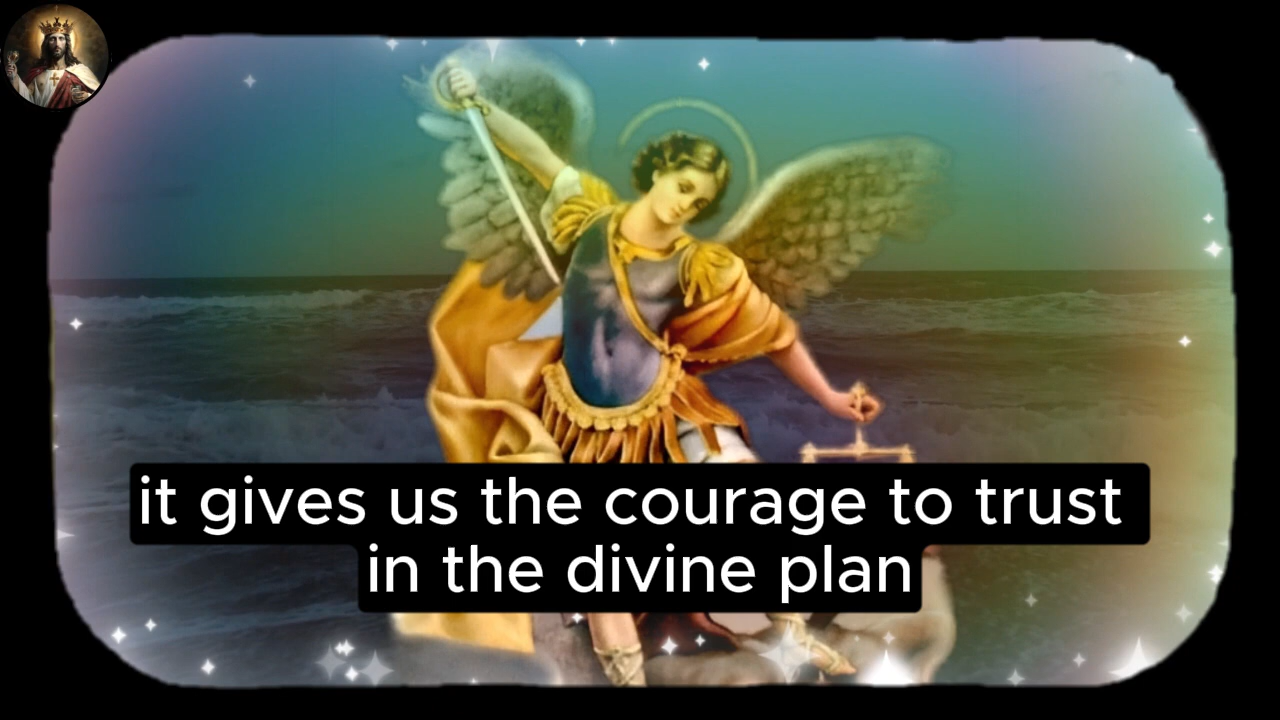 it gives us the courage to trust
in the divine plan